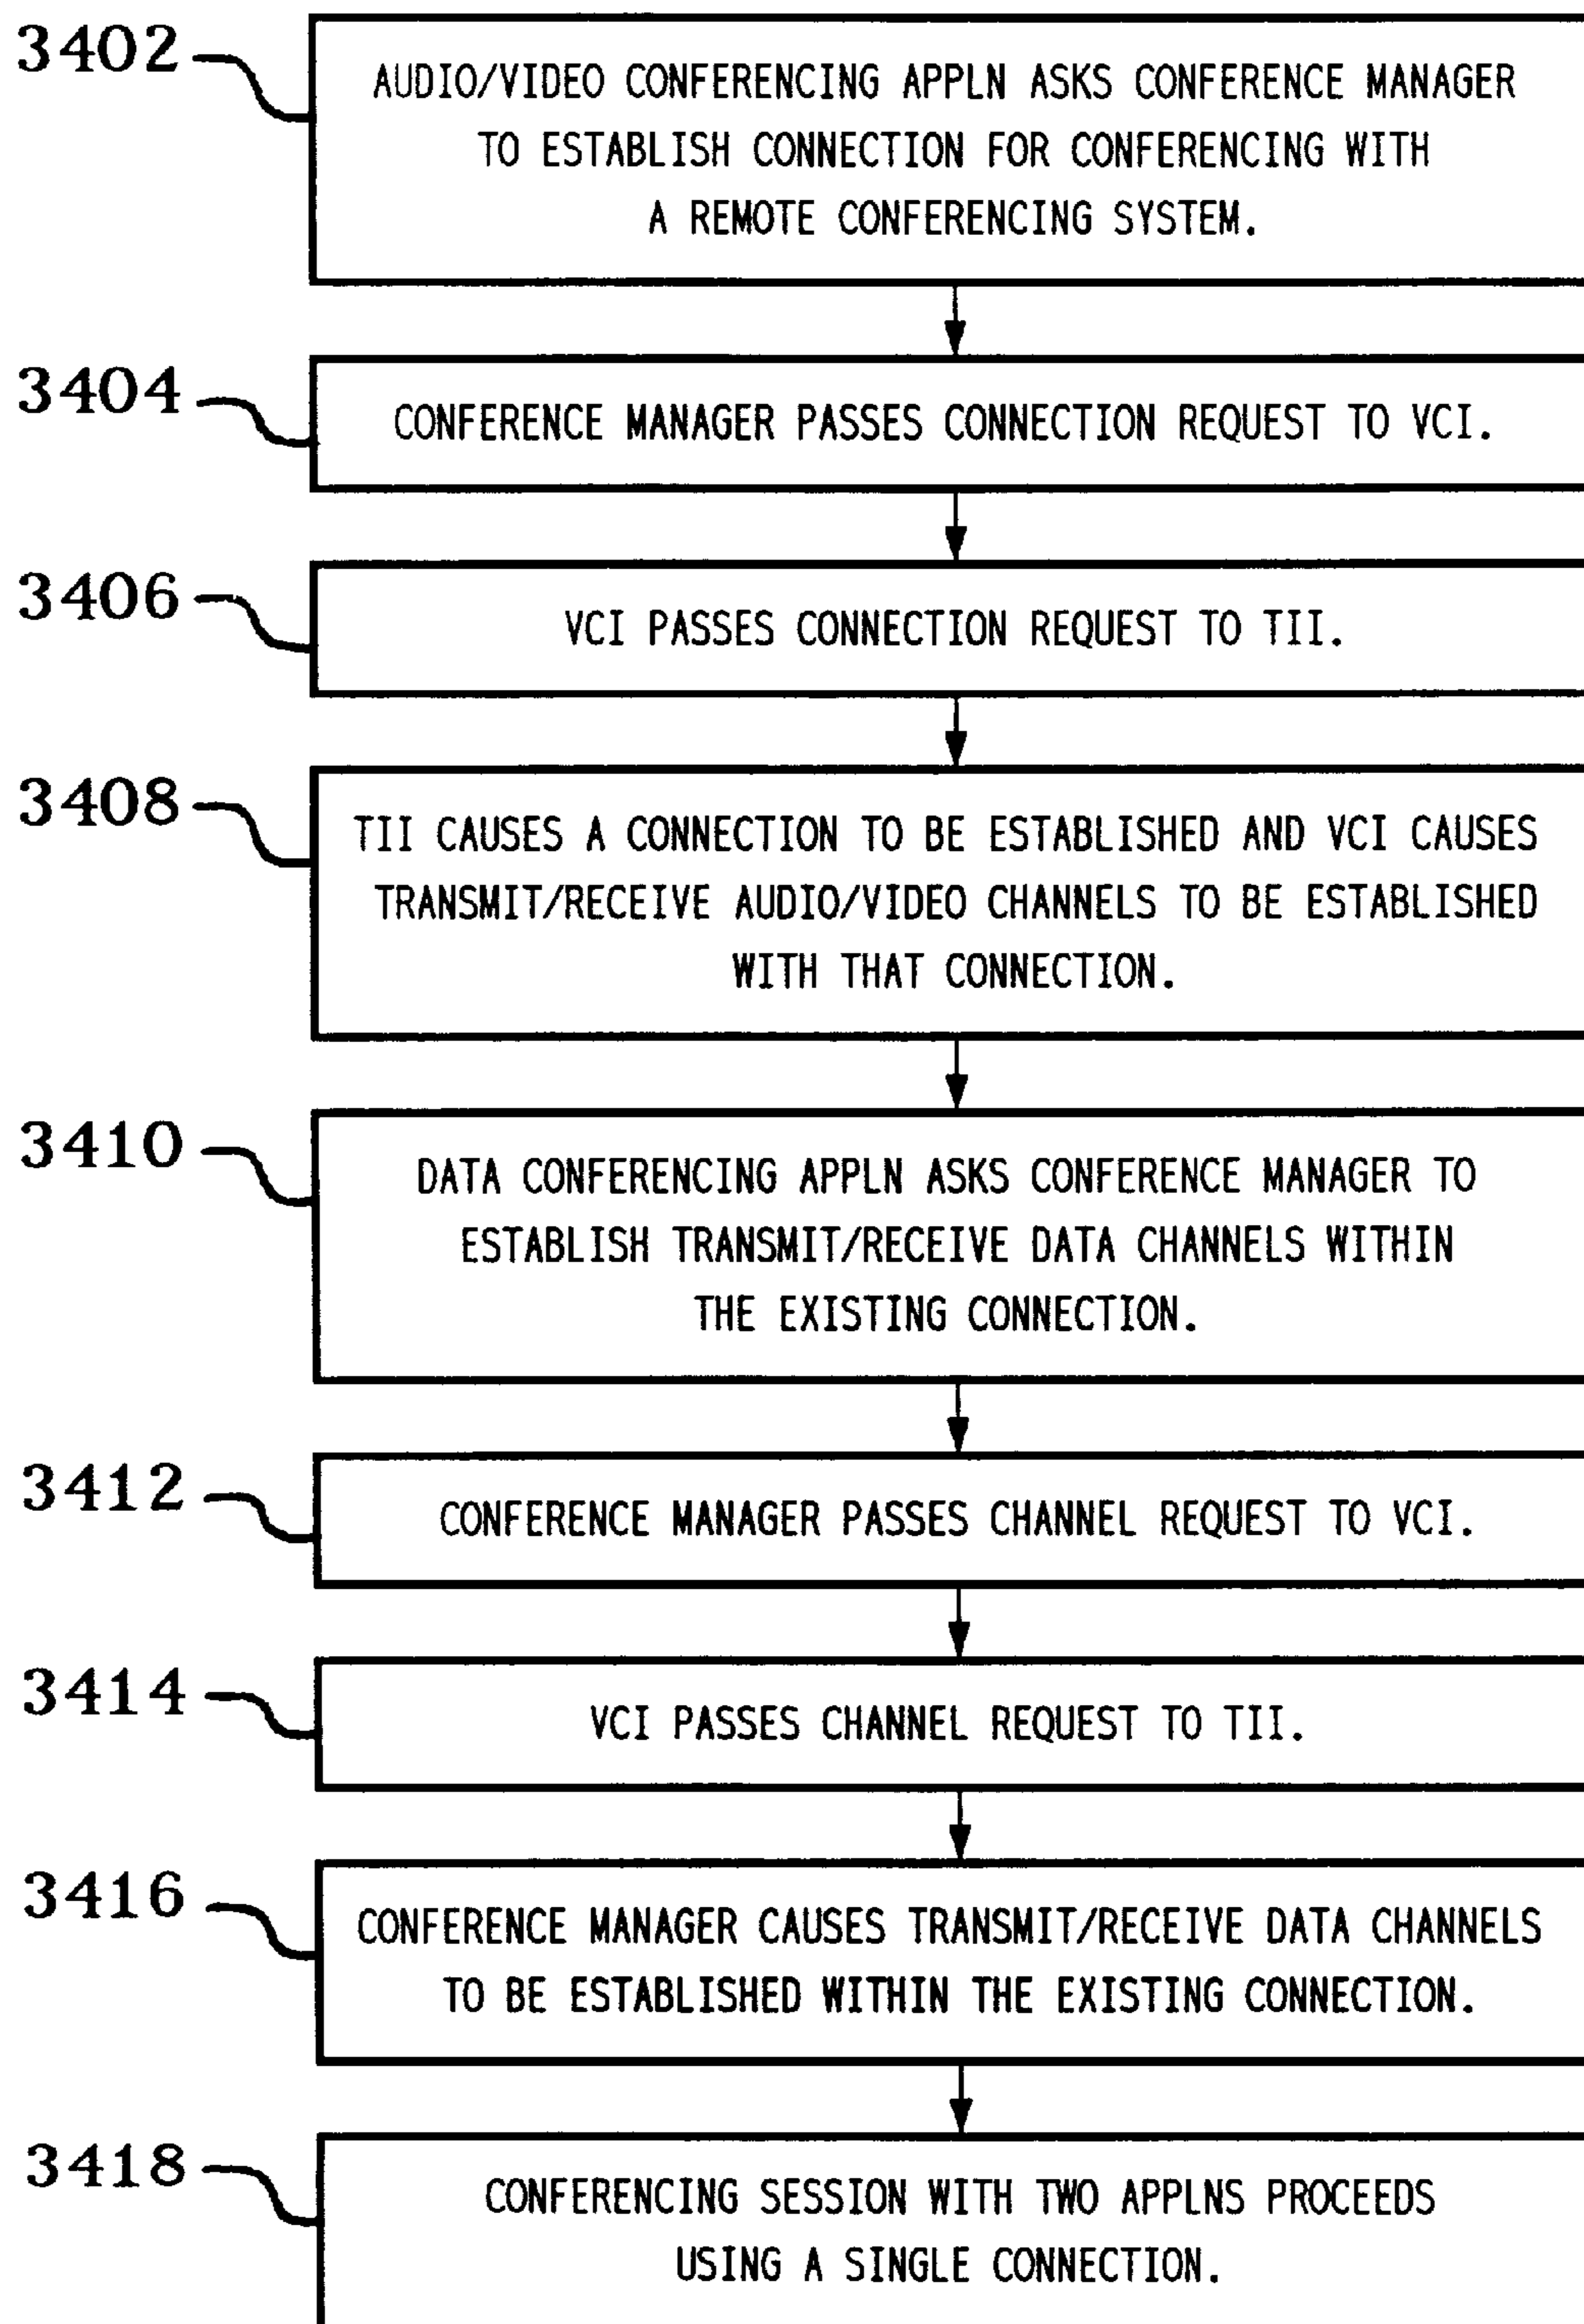 3402
AUDIO/VIDEO CONFERENCING APPLN ASKS CONFERENCE MANAGER
TO ESTABLISH CONNECTION FOR CONFERENCING WITH
A REMOTE CONFERENCING SYSTEM.
3404
CONFERENCE MANAGER PASSES CONNECTION REQUEST TO VCI.
3406
VCI PASSES CONNECTION REQUEST TO TII.
3408
TII CAUSES A CONNECTION TO BE ESTABLISHED AND VCI CAUSES
TRANSMIT/RECEIVE AUDIO/VIDEO CHANNELS TO BE ESTABLISHED
WITH THAT CONNECTION.
3410
DATA CONFERENCING APPLN ASKS CONFERENCE MANAGER TO
ESTABLISH TRANSMIT/RECEIVE DATA CHANNELS WITHIN
THE EXISTING CONNECTION.
3412
CONFERENCE MANAGER PASSES CHANNEL REQUEST TO VCI.
3414
VCI PASSES CHANNEL REQUEST TO TII.
3416
CONFERENCE MANAGER CAUSES TRANSMIT/RECEIVE DATA CHANNELS
TO BE ESTABLISHED WITHIN THE EXISTING CONNECTION.
3418
CONFERENCING SESSION WITH TWO APPLNS PROCEEDS
USING A SINGLE CONNECTION.